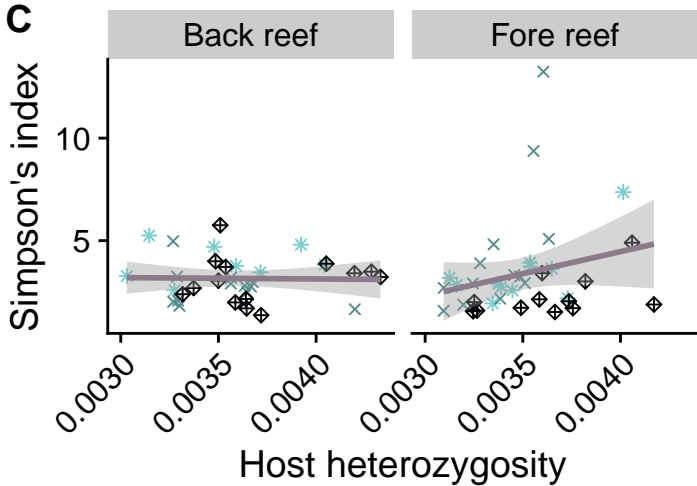 C
Back reef
Fore reef
Simpson's index
10
5
0.0030
0.0035
0.0040
0.0030
0.0035
0.0040
Host heterozygosity